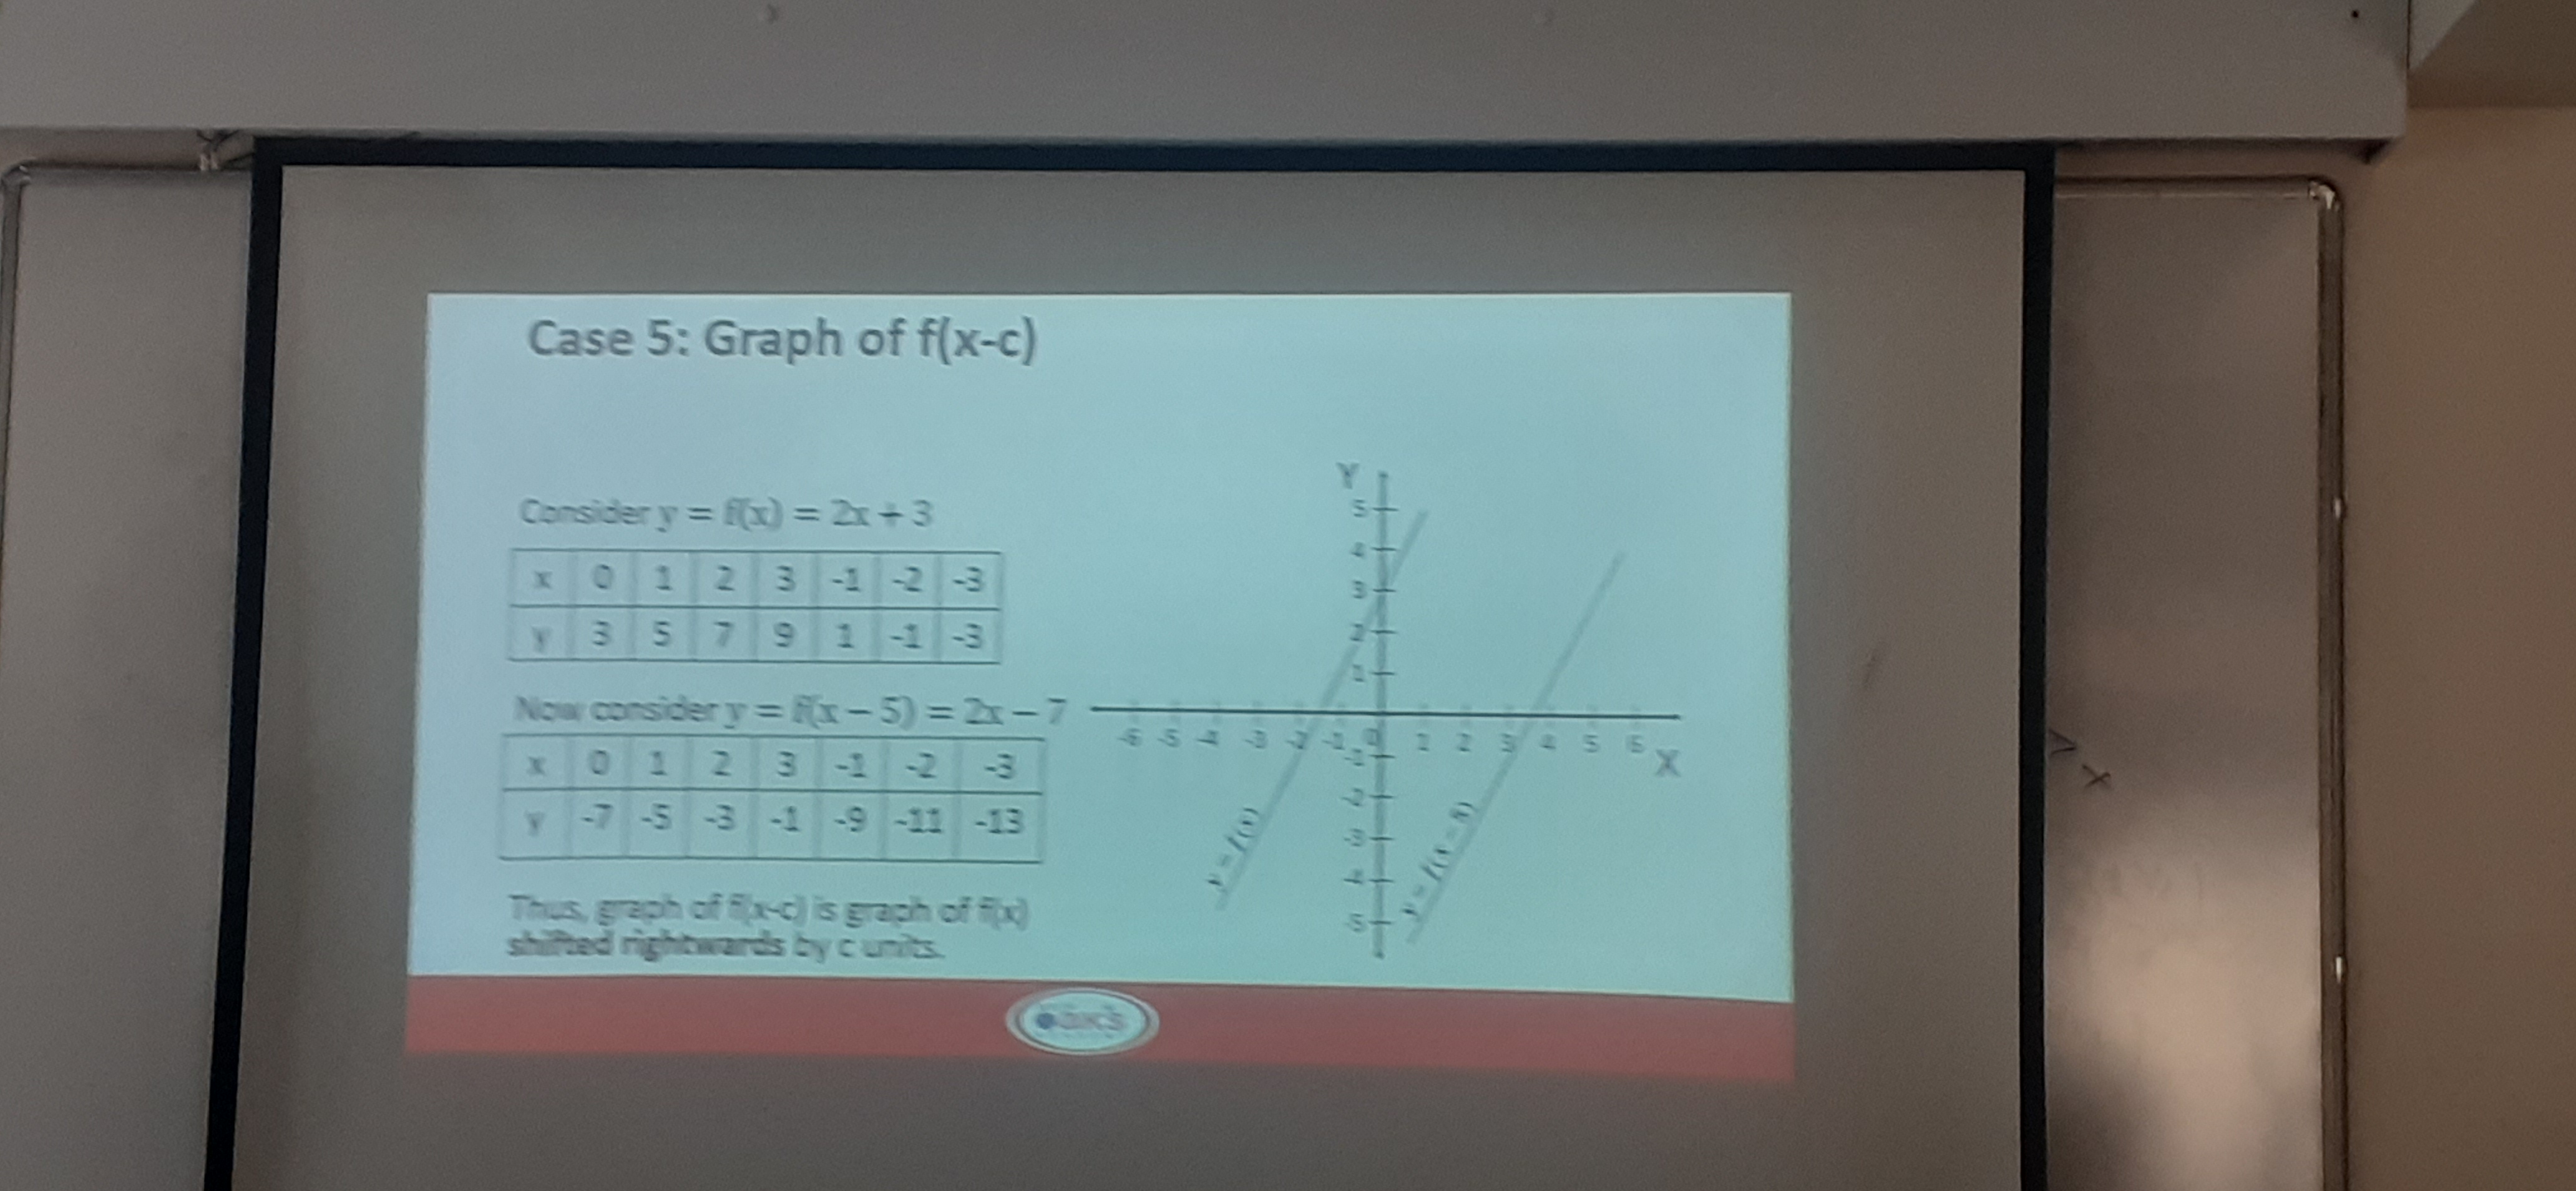 Case 5: Graph of f(x-c)
Consider y = f(x) = 2x + 3
x 0 1 2 3 -1 -2 -3
y 3 5 7 9 1 -1 -3
Now consider y = f(x – 5) = 2x – 7
x 0 1 2 3 -1 -2 -3
y -7 -5 -3 -1 -9 -11 -13
Thus, graph of f(x-c) is graph of f(x)
shifted rightwards by c units.
Y
5
4
3
2
1
-6 -5 -4 -3 -2 -1 0 1 2 3 4 5 6 X
-1
-2
-3
-4
-5
y = f(x)
y = f(x – 5)